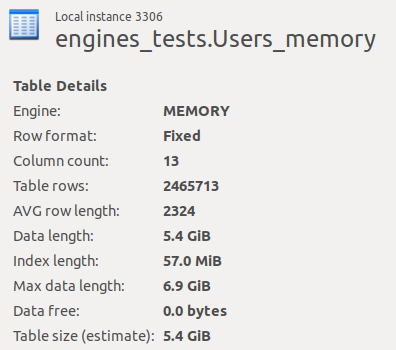 Local instance 3306
engines_tests.Users_memory
Table Details
Engine: MEMORY
Row format: Fixed
Column count: 13
Table rows: 2465713
AVG row length: 2324
Data length: 5.4 GiB
Index length: 57.0 MiB
Max data length: 6.9 GiB
Data free: 0.0 bytes
Table size (estimate): 5.4 GiB